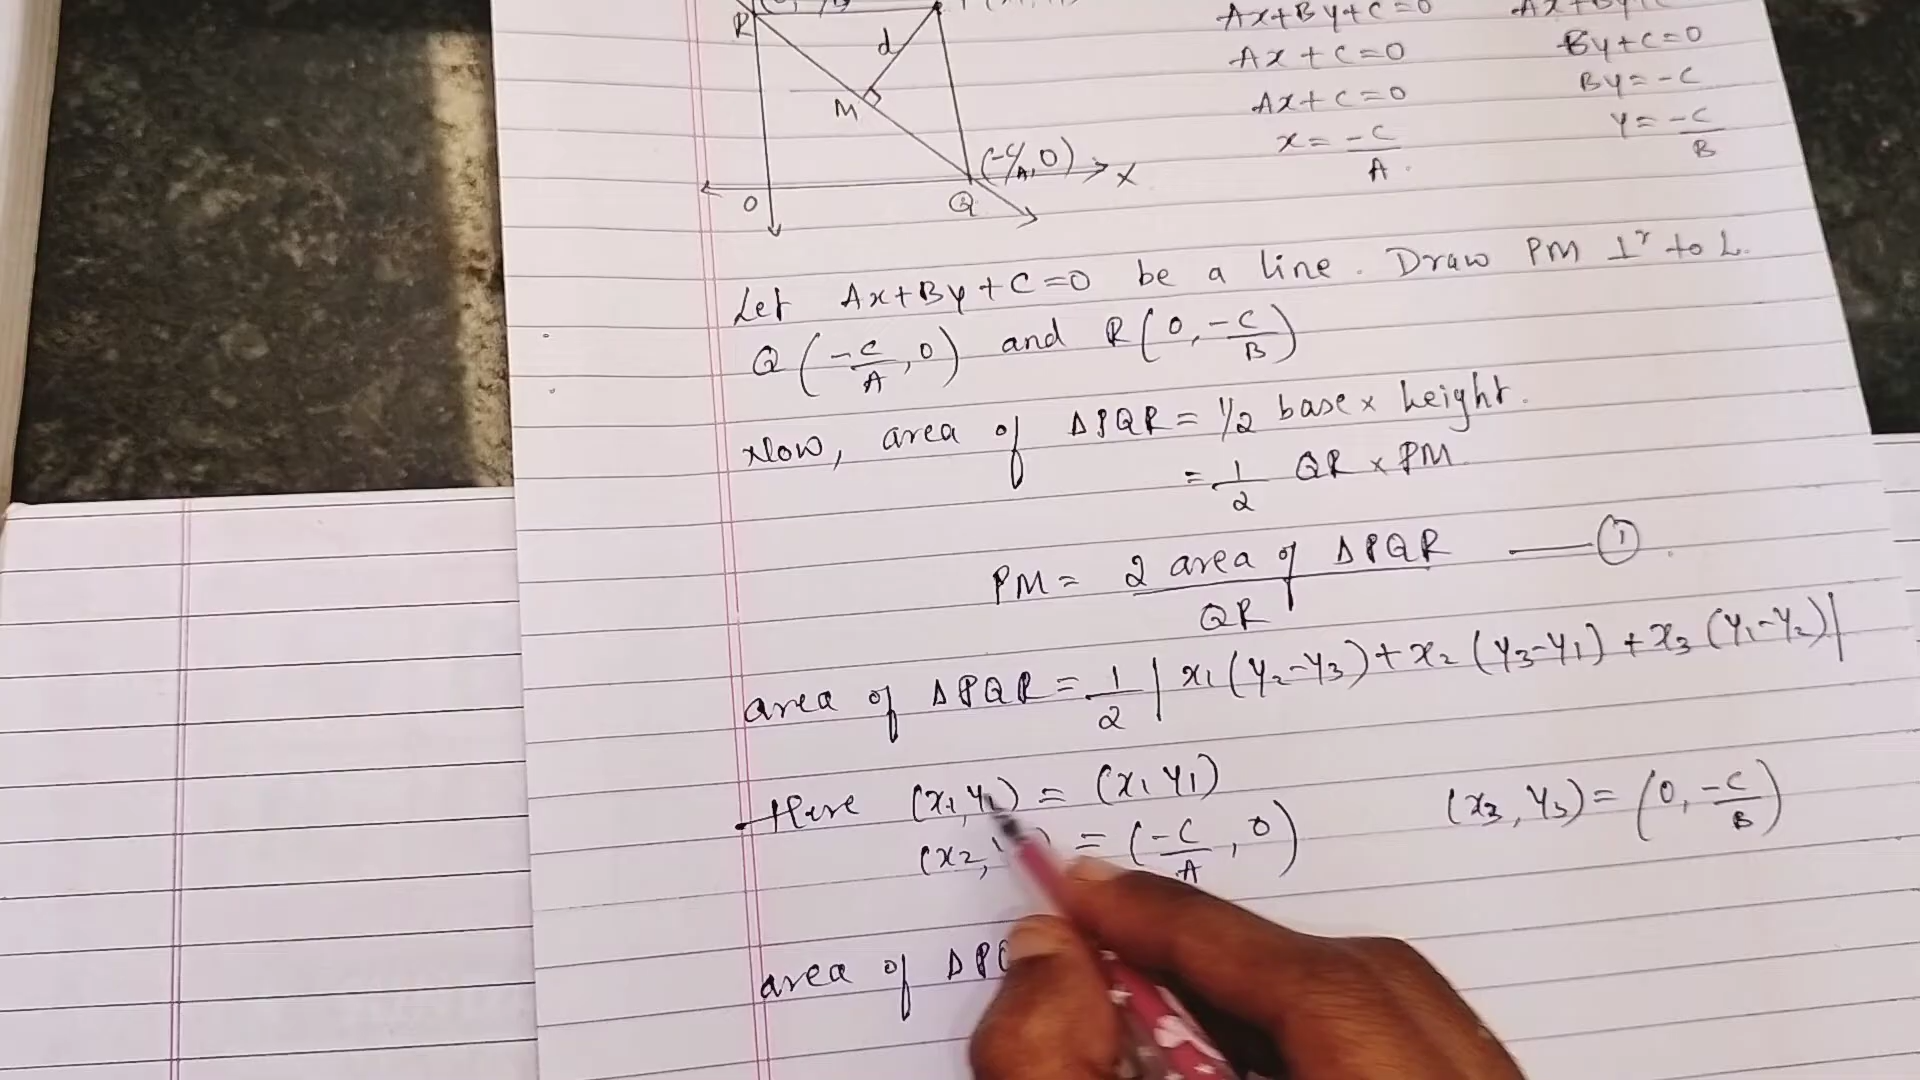 R
d
Ax+By+C=0
Ax+C=0
By+C=0
M
Ax+C=0
By=-C
x=-C/A
y=-C/B
(-C/A, 0)
X
O
Q
Let Ax+By+C=0 be a line. Draw PM ⊥r to L.
Q(-C/A, 0) and R(0, -C/B)
Now, area of ΔPQR = 1/2 base × height.
= 1/2 QR × PM
PM = 2 area of ΔPQR / QR —— ①
area of ΔPQR = 1/2 | x1(y2-y3)+x2(y3-y1)+x3(y1-y2)|
Here (x1, y1) = (x1 y1)
(x3, y3) = (0, -C/B)
(x2, ) = (-C/A, 0)
area of ΔPQ